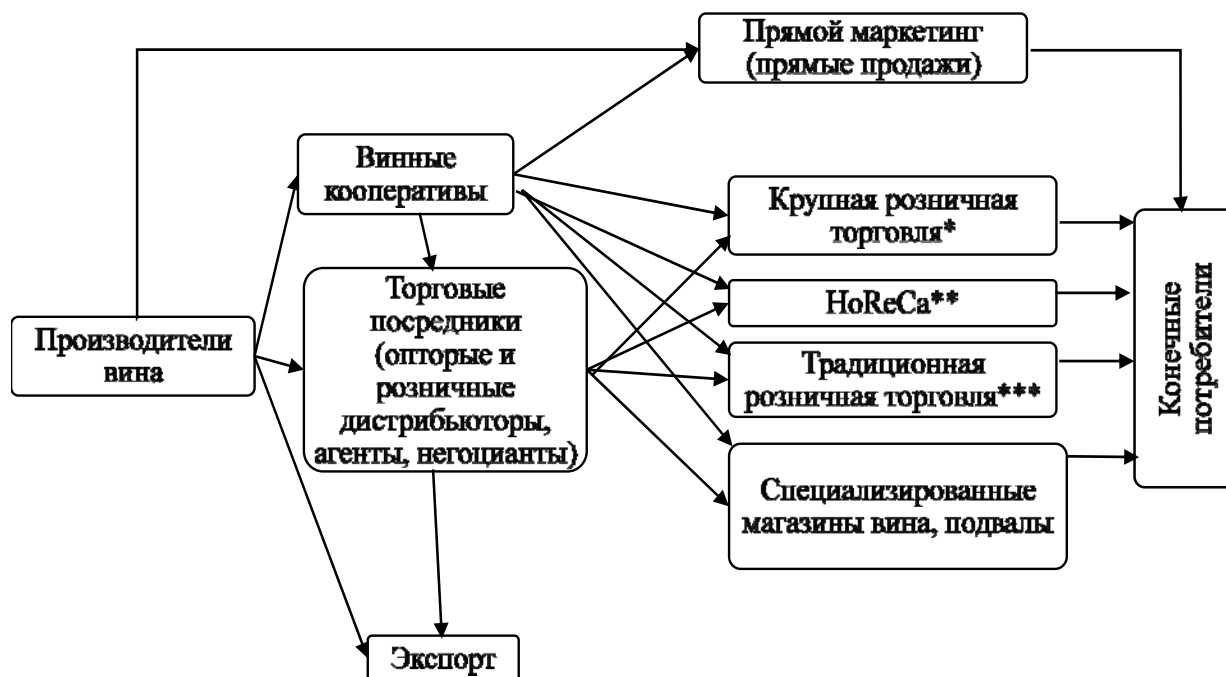 Прямой маркетинг
(прямые продажи)
Винные
кооперативы
Крупная розничная
торговля*
Торговые
посредники
(опторые и
розничные
дистрибьюторы,
агенты, негоцианты)
HoReCa**
Производители
вина
Традиционная
розничная торговля***
Специализированные
магазины вина, подвалы
Конечные
потребители
Экспорт